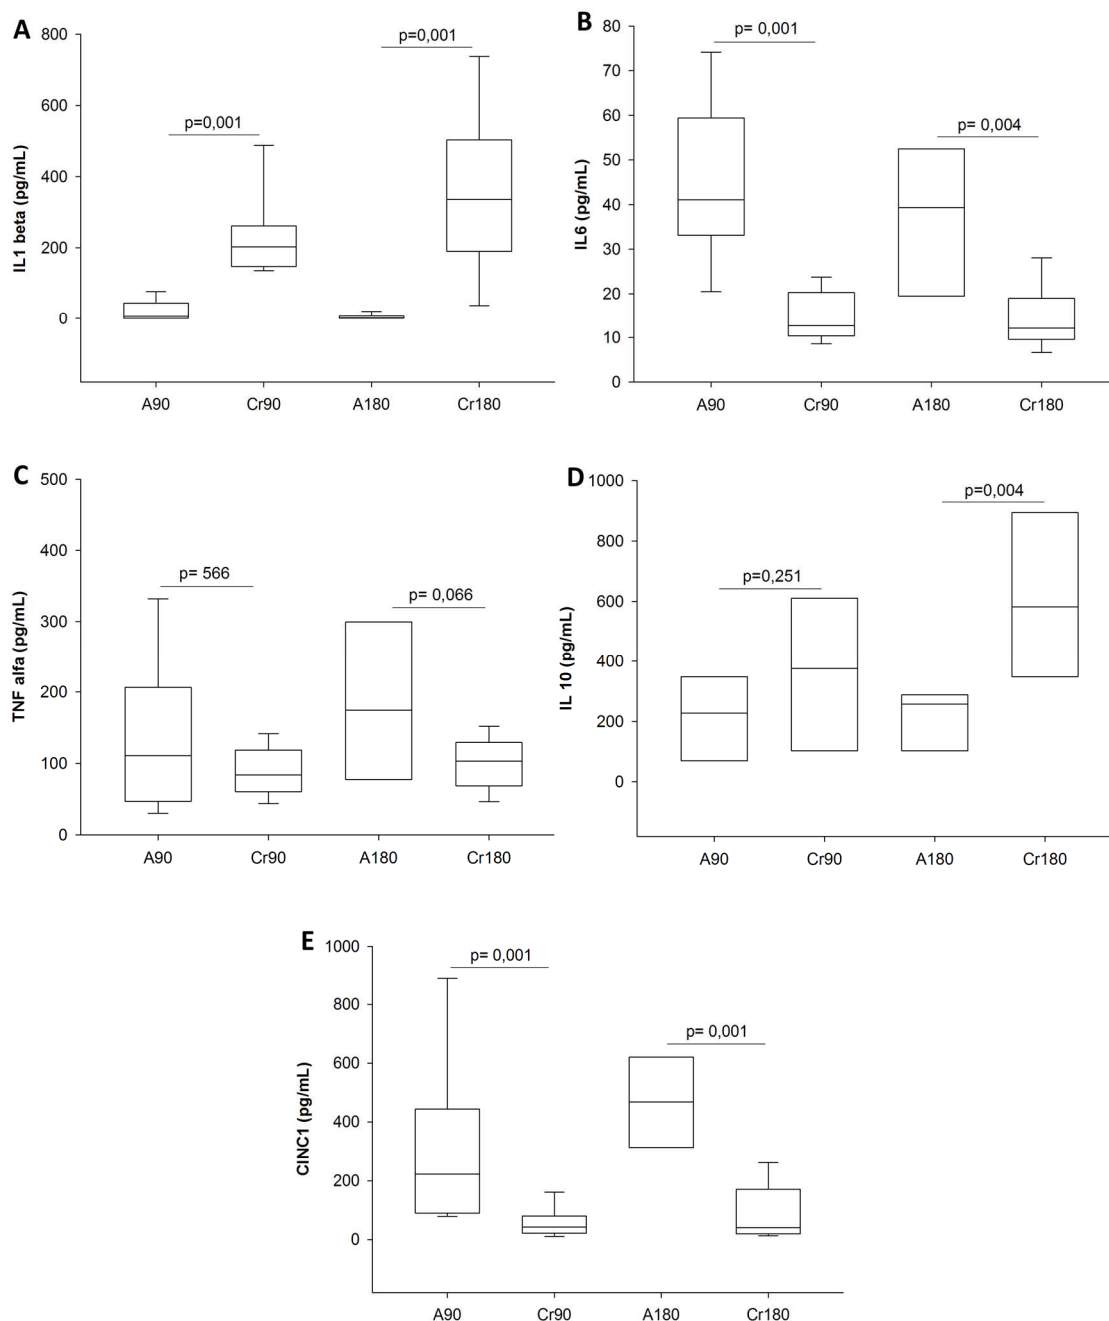 A
IL1 beta (pg/mL)
800
600
400
200
0
p=0,001
p=0,001
A90 Cr90 A180 Cr180
B
IL6 (pg/mL)
80
70
60
50
40
30
20
10
0
p= 0,001
p= 0,004
A90 Cr90 A180 Cr180
C
TNF alfa (pg/mL)
500
400
300
200
100
0
p= 566
p= 0,066
A90 Cr90 A180 Cr180
D
IL 10 (pg/mL)
1000
800
600
400
200
0
p=0,251
p=0,004
A90 Cr90 A180 Cr180
E
CINC1 (pg/mL)
1000
800
600
400
200
0
p= 0,001
p= 0,001
A90 Cr90 A180 Cr180